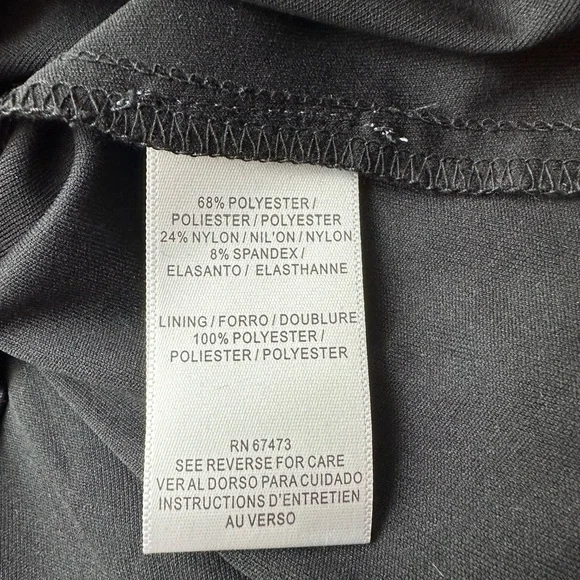 68% POLYESTER /
POLIESTER / POLYESTER
24% NYLON / NIL'ON / NYLON
8% SPANDEX /
ELASANTO / ELASTHANNE
LINING / FORRO / DOUBLURE
100% POLYESTER /
POLIESTER / POLYESTER
RN 67473
SEE REVERSE FOR CARE
VER AL DORSO PARA CUIDADO
INSTRUCTIONS D'ENTRETIEN
AU VERSO